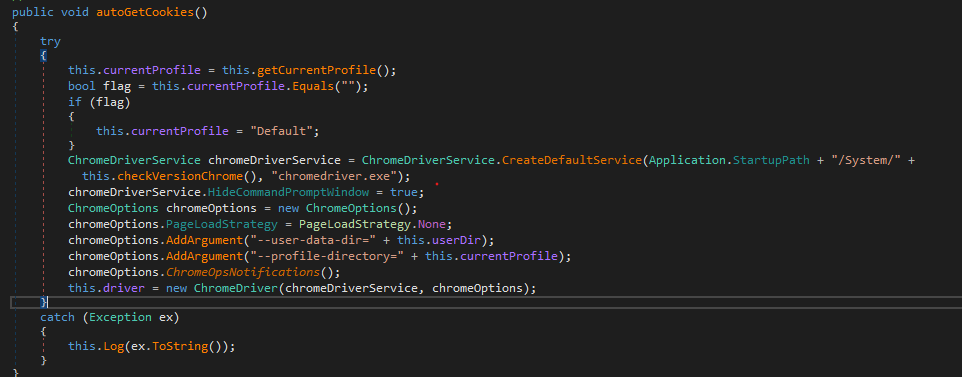 public void autoGetCookies()
{
try
{
this.currentProfile = this.getCurrentProfile();
bool flag = this.currentProfile.Equals("");
if (flag)
{
this.currentProfile = "Default";
}
ChromeDriverService chromeDriverService = ChromeDriverService.CreateDefaultService(Application.StartupPath + "/System/" +
this.checkVersionChrome(), "chromedriver.exe");
chromeDriverService.HideCommandPromptWindow = true;
ChromeOptions chromeOptions = new ChromeOptions();
chromeOptions.PageLoadStrategy = PageLoadStrategy.None;
chromeOptions.AddArgument("--user-data-dir=" + this.userDir);
chromeOptions.AddArgument("--profile-directory=" + this.currentProfile);
chromeOptions.ChromeOpsNotifications();
this.driver = new ChromeDriver(chromeDriverService, chromeOptions);
}
catch (Exception ex)
{
this.Log(ex.ToString());
}
}